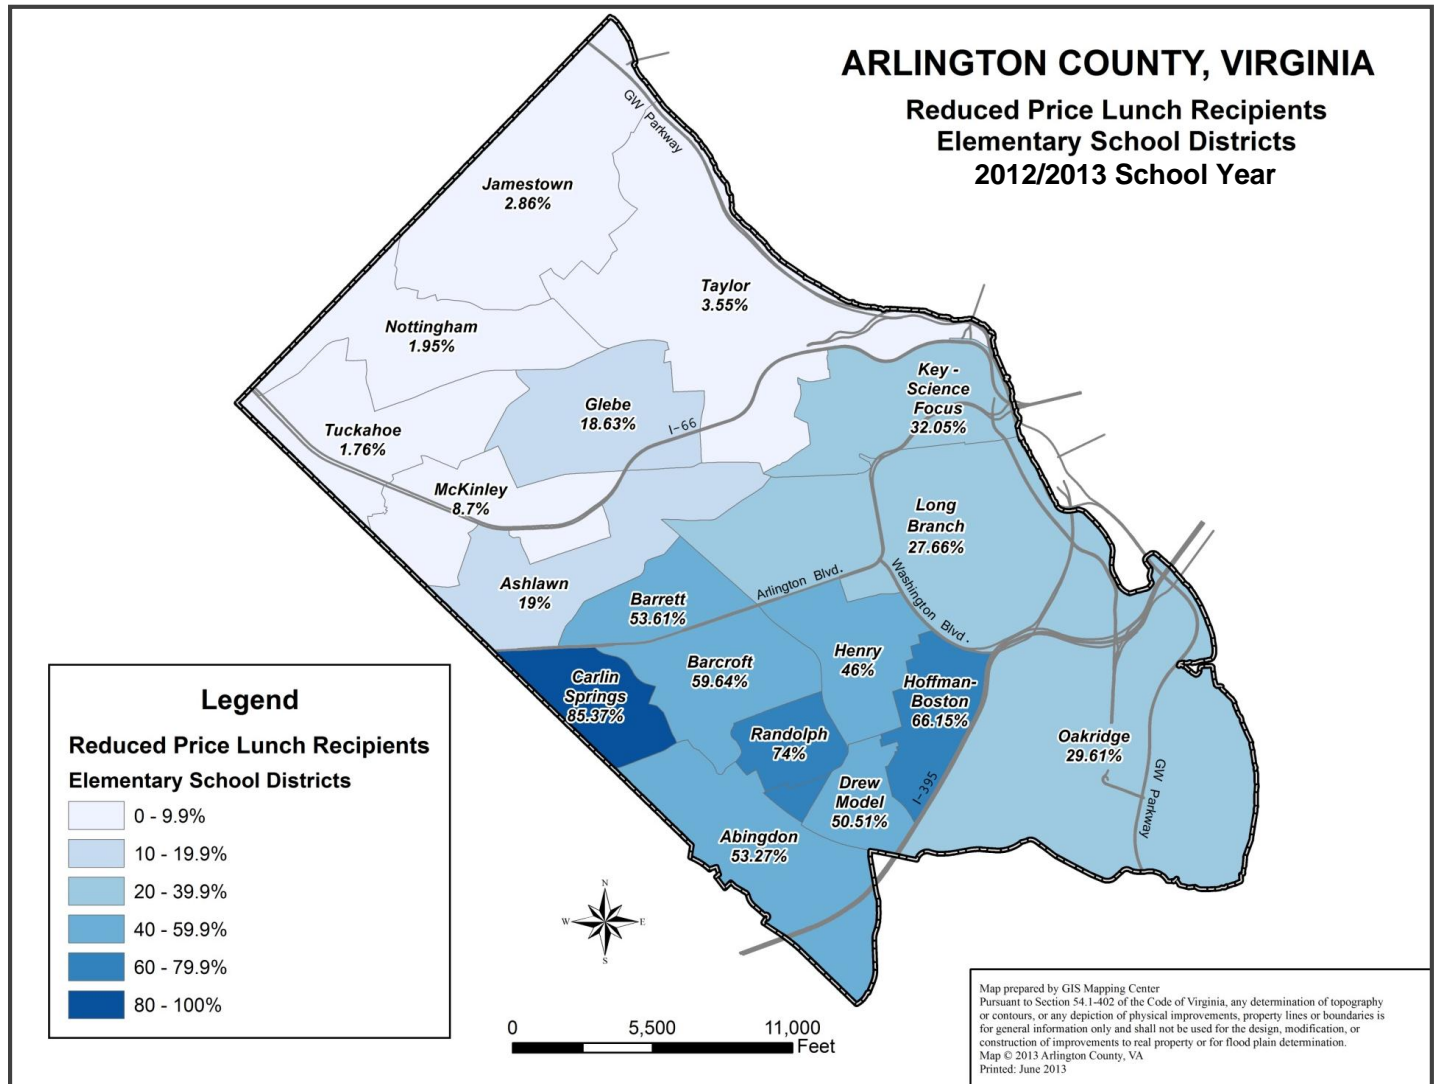 ARLINGTON COUNTY, VIRGINIA
Reduced Price Lunch Recipients
Elementary School Districts
2012/2013 School Year
GW Parkway
Jamestown
2.86%
Taylor
3.55%
Nottingham
1.95%
Key -
Science
Focus
32.05%
Glebe
18.63%
I-66
Tuckahoe
1.76%
McKinley
8.7%
Long
Branch
27.66%
Ashlawn
19%
Barrett
53.61%
Arlington Blvd.
Washington Blvd.
Henry
46%
Barcroft
59.64%
Carlin
Springs
85.37%
Hoffman-
Boston
66.15%
Randolph
74%
Oakridge
29.61%
GW Parkway
I-395
Drew
Model
50.51%
Abingdon
53.27%
Legend
Reduced Price Lunch Recipients
Elementary School Districts
0 - 9.9%
10 - 19.9%
20 - 39.9%
40 - 59.9%
60 - 79.9%
80 - 100%
N
W E
S
0 5,500 11,000
Feet
Map prepared by GIS Mapping Center
Pursuant to Section 54.1-402 of the Code of Virginia, any determination of topography
or contours, or any depiction of physical improvements, property lines or boundaries is
for general information only and shall not be used for the design, modification, or
construction of improvements to real property or for flood plain determination.
Map © 2013 Arlington County, VA
Printed: June 2013